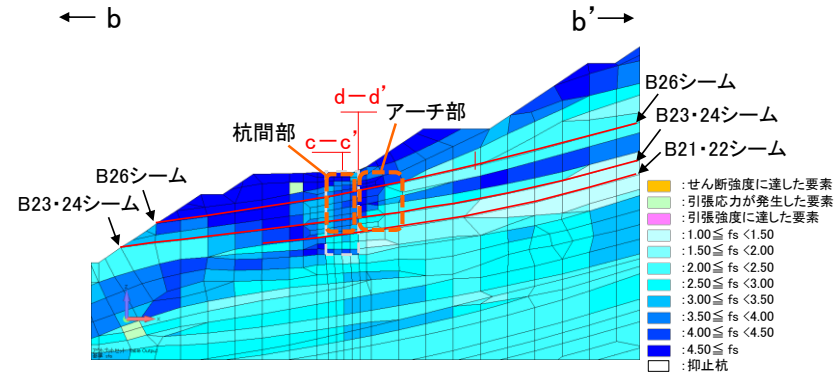 b
b’
d－d’
アーチ部
杭間部
c－c’
B26シーム
B23・24シーム
B21・22シーム
B26シーム
B23・24シーム
:せん断強度に達した要素
:引張応力が発生した要素
:引張強度に達した要素
:1.00≦ fs <1.50
:1.50≦ fs <2.00
:2.00≦ fs <2.50
:2.50≦ fs <3.00
:3.00≦ fs <3.50
:3.50≦ fs <4.00
:4.00≦ fs <4.50
:4.50≦ fs
:抑止杭